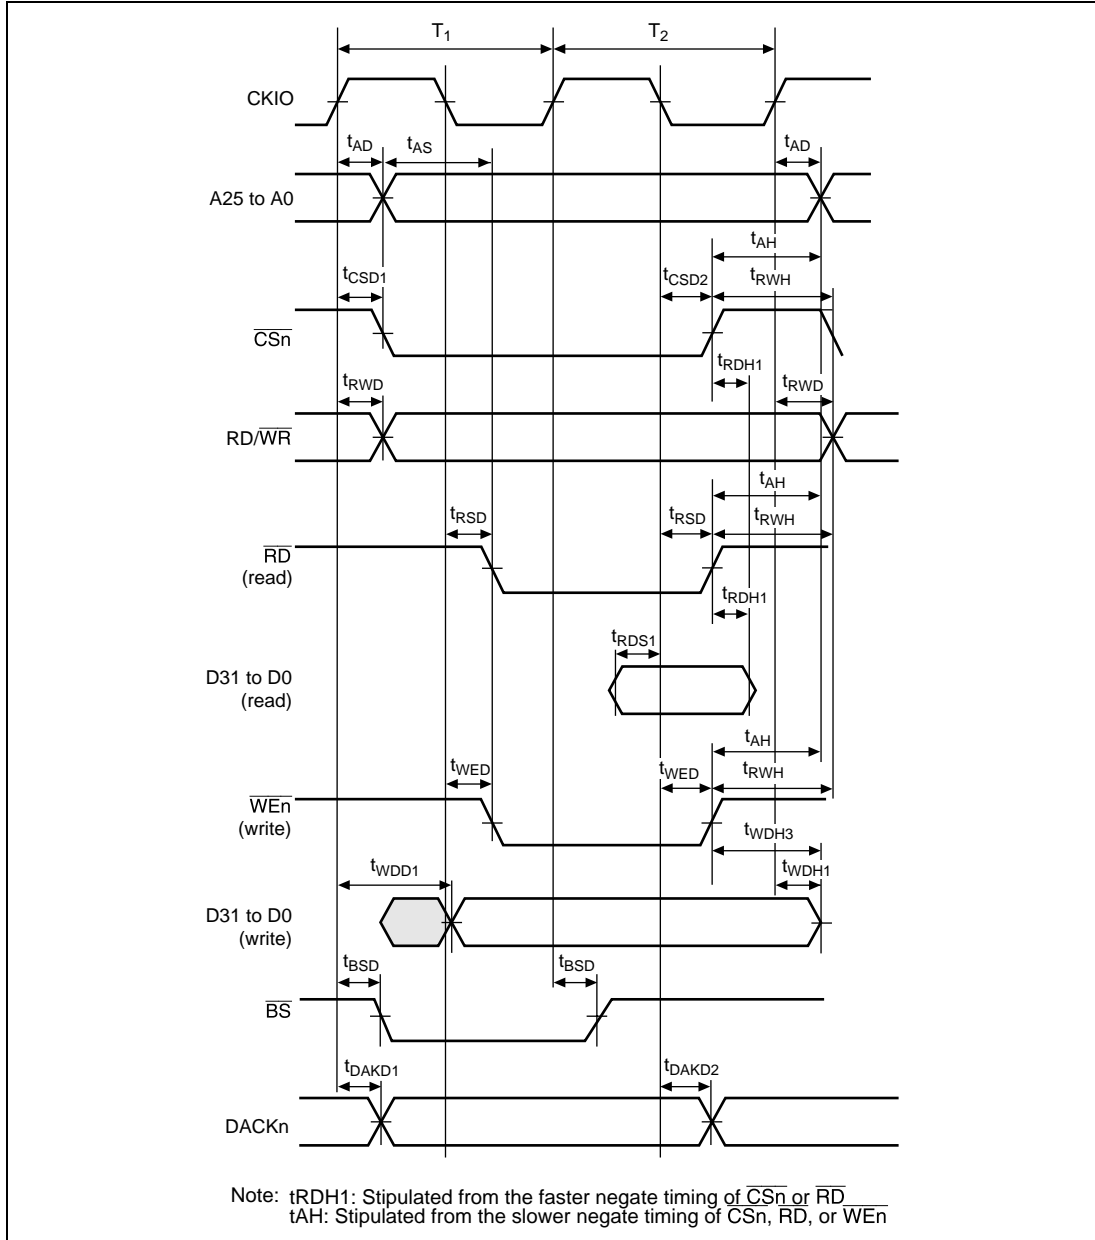 T1 T2
CKIO
tAD tAS tAD
A25 to A0
tAH
tCSD1 tCSD2 tRWH
CSn
tRDH1
tRWD tRWD
RD/WR
tAH
tRSD tRSD tRWH
RD
(read)
tRDH1
tRDS1
D31 to D0
(read)
tAH
tWED tWED tRWH
WEn
(write)
tWDH3
tWDD1 tWDH1
D31 to D0
(write)
tBSD tBSD
BS
tDAKD1 tDAKD2
DACKn
Note: tRDH1: Stipulated from the faster negate timing of CSn or RD
tAH: Stipulated from the slower negate timing of CSn, RD, or WEn